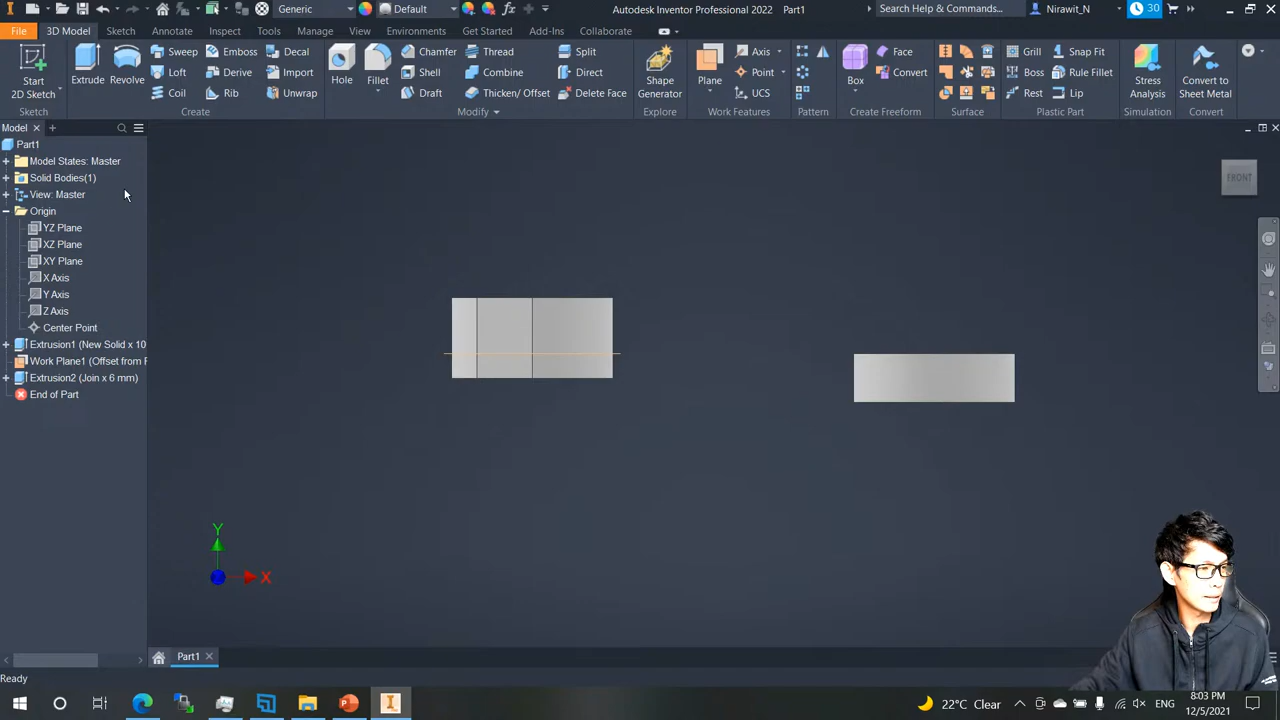 Generic
Default
Autodesk Inventor Professional 2022 Part1
Search Help & Commands...
Nirawit_N
30
File
3D Model
Sketch
Annotate
Inspect
Tools
Manage
View
Environments
Get Started
Add-Ins
Collaborate
Start
2D Sketch
Extrude
Revolve
Sweep
Loft
Coil
Emboss
Derive
Rib
Decal
Import
Unwrap
Hole
Fillet
Chamfer
Shell
Draft
Thread
Combine
Thicken/ Offset
Split
Direct
Delete Face
Shape
Generator
Plane
Axis
Point
UCS
Box
Face
Convert
Grill
Boss
Rest
Snap Fit
Rule Fillet
Lip
Stress
Analysis
Convert to
Sheet Metal
Sketch
Create
Modify
Explore
Work Features
Pattern
Create Freeform
Surface
Plastic Part
Simulation
Convert
Model
Part1
Model States: Master
Solid Bodies(1)
View: Master
Origin
YZ Plane
XZ Plane
XY Plane
X Axis
Y Axis
Z Axis
Center Point
Extrusion1 (New Solid x 10
Work Plane1 (Offset from F
Extrusion2 (Join x 6 mm)
End of Part
FRONT
Y
X
Part1
Ready
22°C Clear
ENG
8:03 PM
12/5/2021